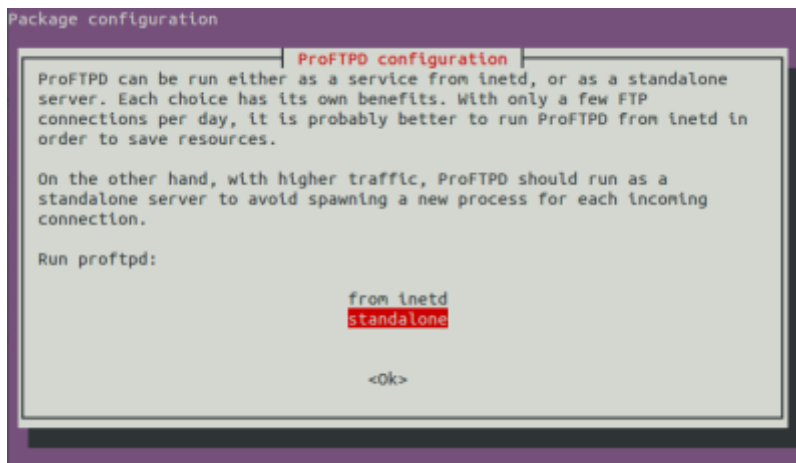 Package configuration
ProFTPD configuration
ProFTPD can be run either as a service from inetd, or as a standalone
server. Each choice has its own benefits. With only a few FTP
connections per day, it is probably better to run ProFTPD from inetd in
order to save resources.
On the other hand, with higher traffic, ProFTPD should run as a
standalone server to avoid spawning a new process for each incoming
connection.
Run proftpd:
from inetd
standalone
<Ok>